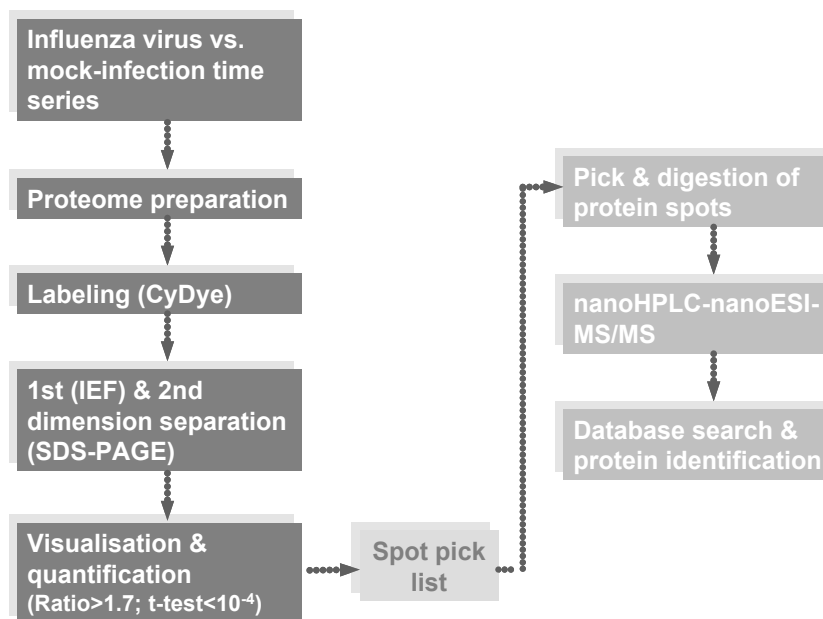 Influenza virus vs.
mock-infection time
series
Proteome preparation
Labeling (CyDye)
1st (IEF) & 2nd
dimension separation
(SDS-PAGE)
Visualisation &
quantification
(Ratio>1.7; t-test<10⁻⁴)
Spot pick
list
Pick & digestion of
protein spots
nanoHPLC-nanoESI-
MS/MS
Database search &
protein identification